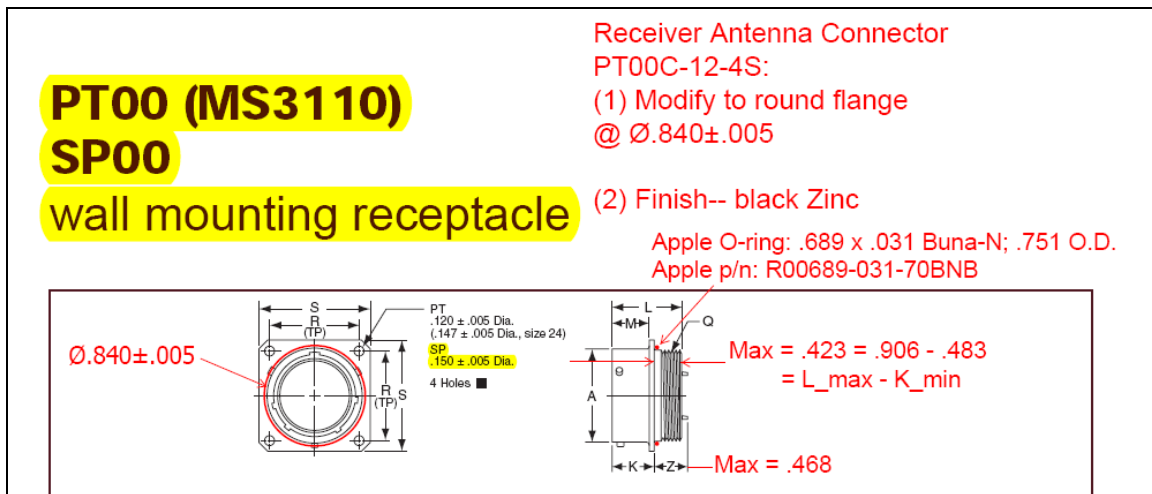 PT00 (MS3110)
SP00
wall mounting receptacle
Receiver Antenna Connector
PT00C-12-4S:
(1) Modify to round flange
@ Ø.840±.005
(2) Finish-- black Zinc
Apple O-ring: .689 x .031 Buna-N; .751 O.D.
Apple p/n: R00689-031-70BNB
S
R
(TP)
PT
.120 ± .005 Dia.
(.147 ± .005 Dia., size 24)
SP
.150 ± .005 Dia.
4 Holes ■
R
(TP)
S
Ø.840±.005
L
M
Q
A
K
Z
Max = .423 = .906 - .483
= L_max - K_min
Max = .468